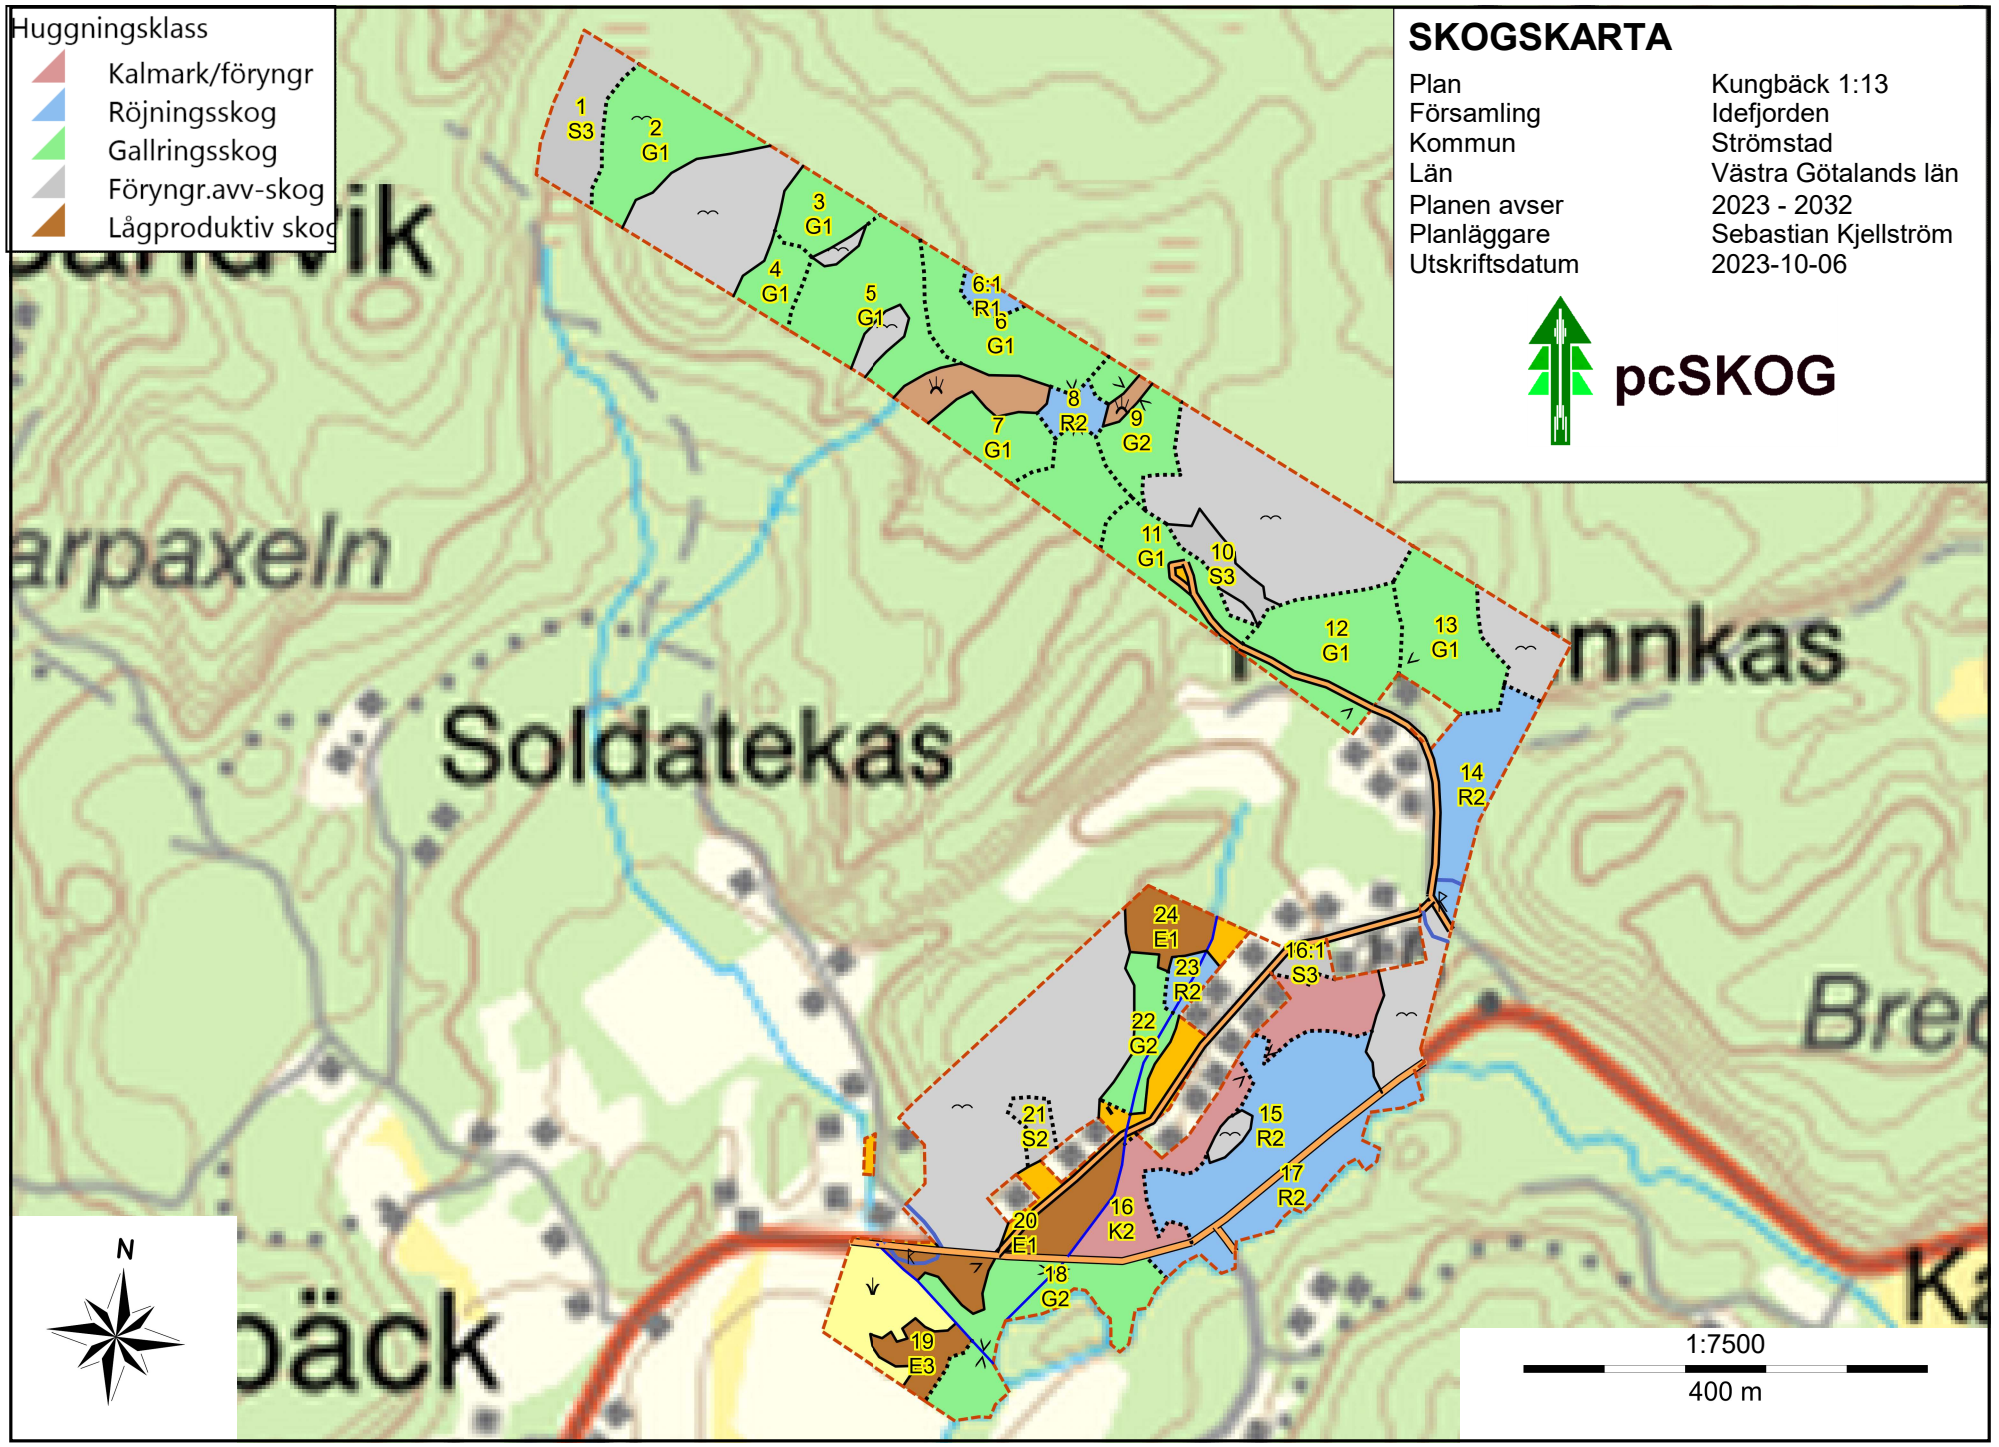 Huggningsklass
Kalmark/föryngr
Röjningsskog
Gallringsskog
Föryngr.avv-skog
Lågproduktiv skog
SKOGSKARTA
Plan Kungbäck 1:13
Församling Idefjorden
Kommun Strömstad
Län Västra Götalands län
Planen avser 2023 - 2032
Planläggare Sebastian Kjellström
Utskriftsdatum 2023-10-06
pcSKOG
1
S3
2
G1
3
G1
4
G1
5
G1
6:1
R1
6
G1
7
G1
8
R2
9
G2
10
S3
11
G1
12
G1
13
G1
14
R2
arpaxeln
Soldatekas
nnkas
24
E1
23
R2
22
G2
16:1
S3
21
S2
15
R2
17
R2
16
K2
20
E1
18
G2
19
E3
Bred
bäck
Ka
N
1:7500
400 m